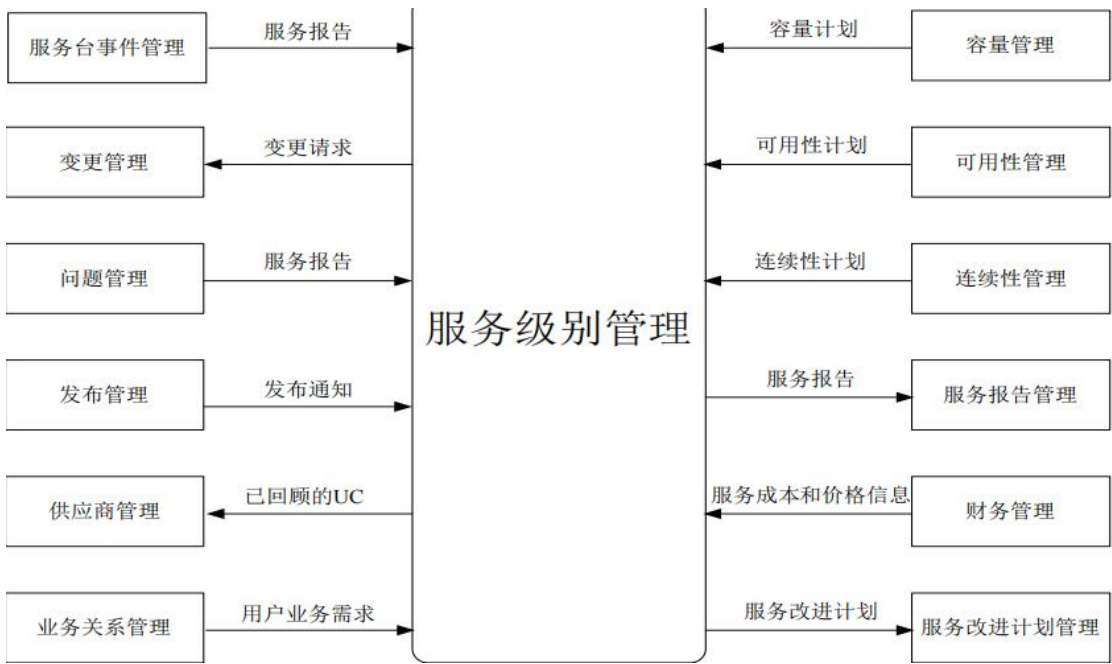 服务台事件管理
服务报告
容量计划
容量管理
变更管理
变更请求
可用性计划
可用性管理
问题管理
服务报告
连续性计划
连续性管理
服务级别管理
发布管理
发布通知
服务报告
服务报告管理
供应商管理
已回顾的UC
服务成本和价格信息
财务管理
业务关系管理
用户业务需求
服务改进计划
服务改进计划管理